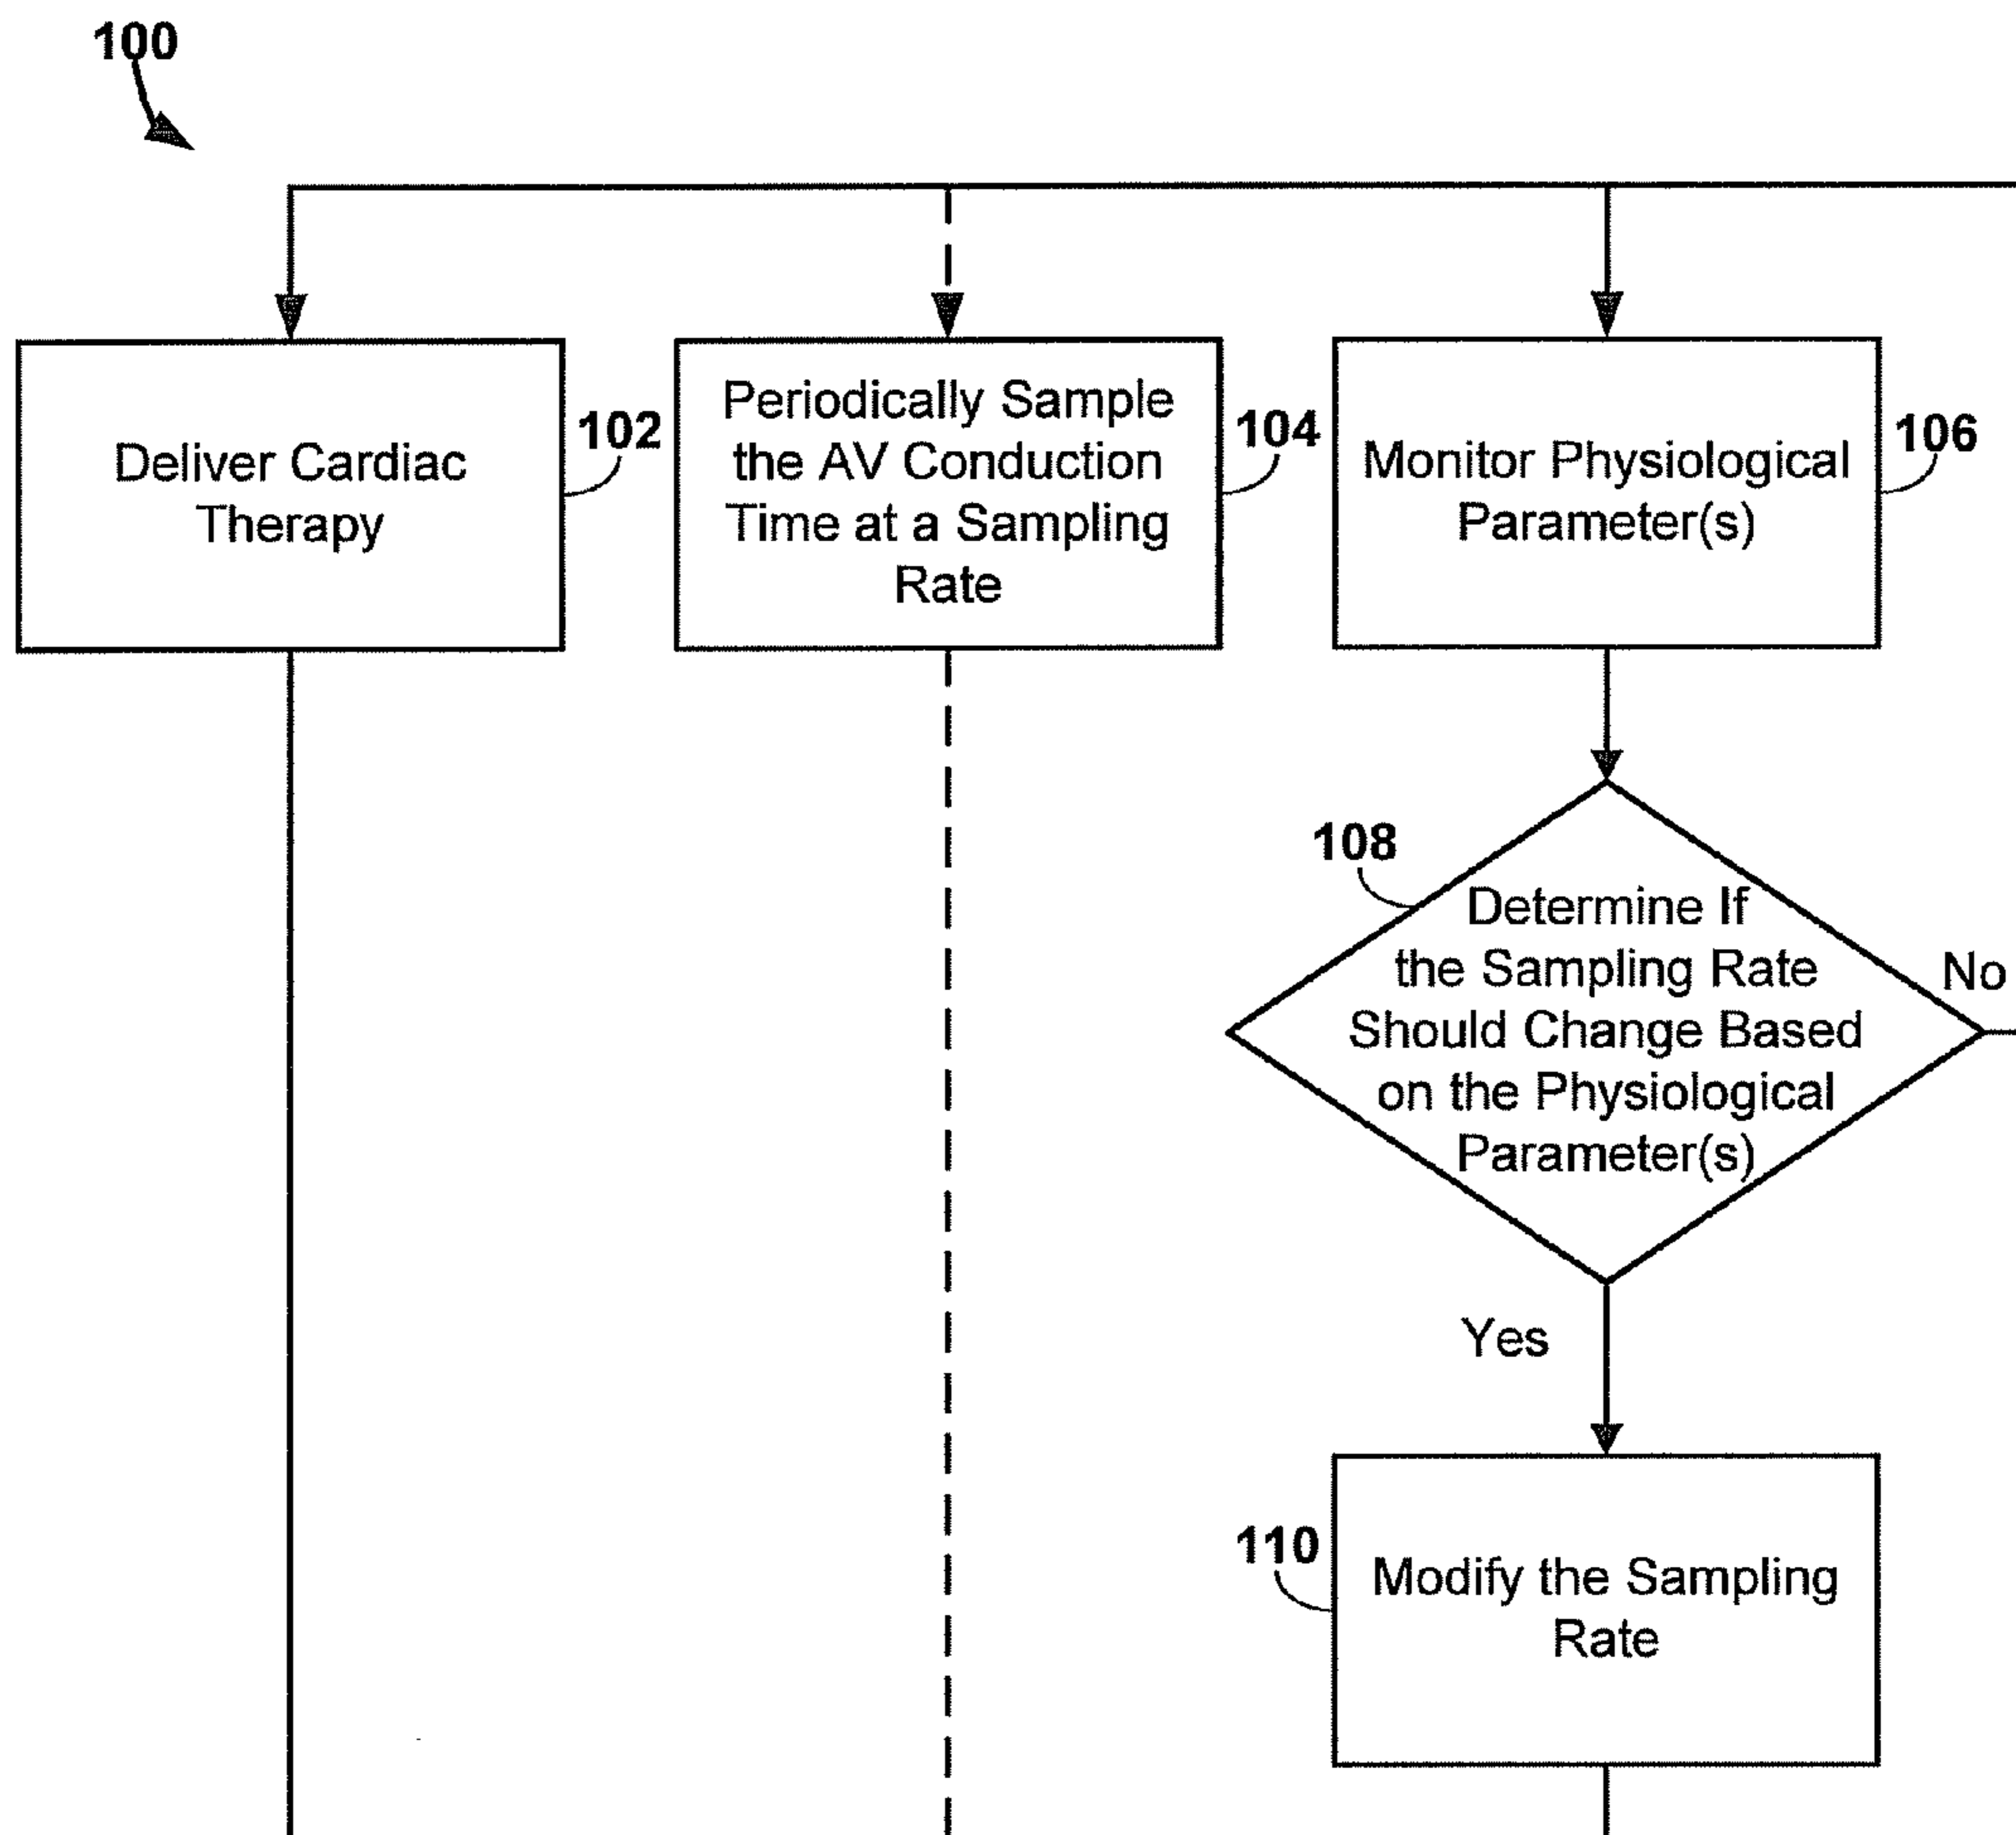 100
Deliver Cardiac
Therapy
102
Periodically Sample
the AV Conduction
Time at a Sampling
Rate
104
Monitor Physiological
Parameter(s)
106
108
Determine If
the Sampling Rate
Should Change Based
on the Physiological
Parameter(s)
No
Yes
110
Modify the Sampling
Rate